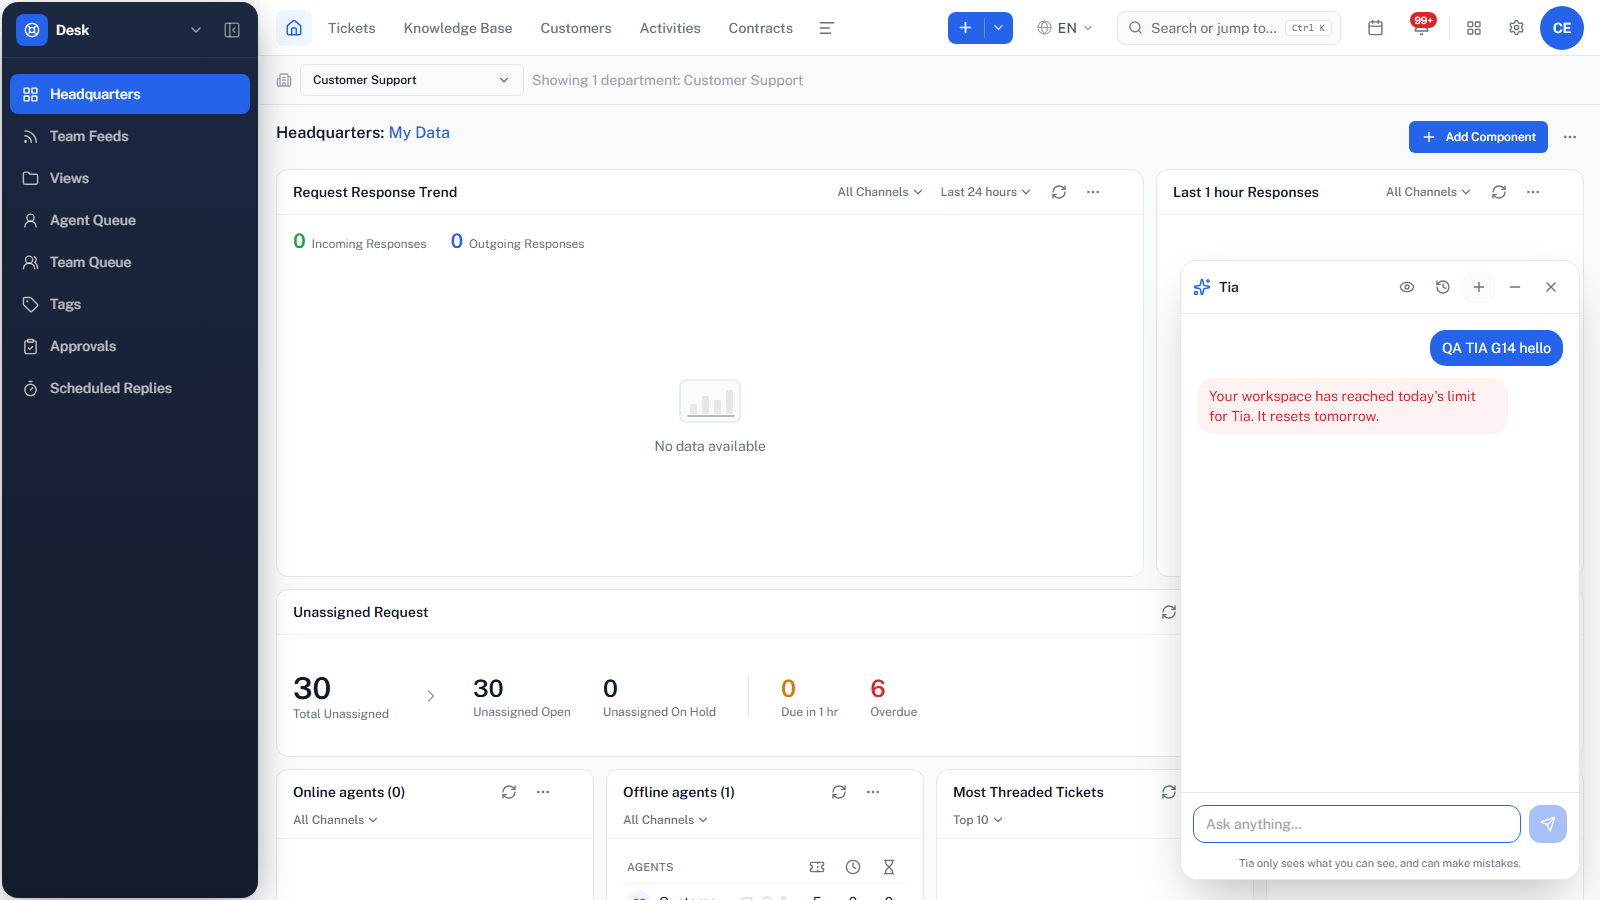 Desk
Headquarters
Team Feeds
Views
Agent Queue
Team Queue
Tags
Approvals
Scheduled Replies
Tickets
Knowledge Base
Customers
Activities
Contracts
EN
Search or jump to...
Ctrl K
99+
CE
Customer Support
Showing 1 department: Customer Support
Headquarters: My Data
Add Component
Request Response Trend
All Channels
Last 24 hours
0 Incoming Responses
0 Outgoing Responses
No data available
Last 1 hour Responses
All Channels
Unassigned Request
30
Total Unassigned
30
Unassigned Open
0
Unassigned On Hold
0
Due in 1 hr
6
Overdue
Online agents (0)
All Channels
Offline agents (1)
All Channels
AGENTS
Most Threaded Tickets
Top 10
Tia
QA TIA G14 hello
Your workspace has reached today's limit
for Tia. It resets tomorrow.
Ask anything...
Tia only sees what you can see, and can make mistakes.